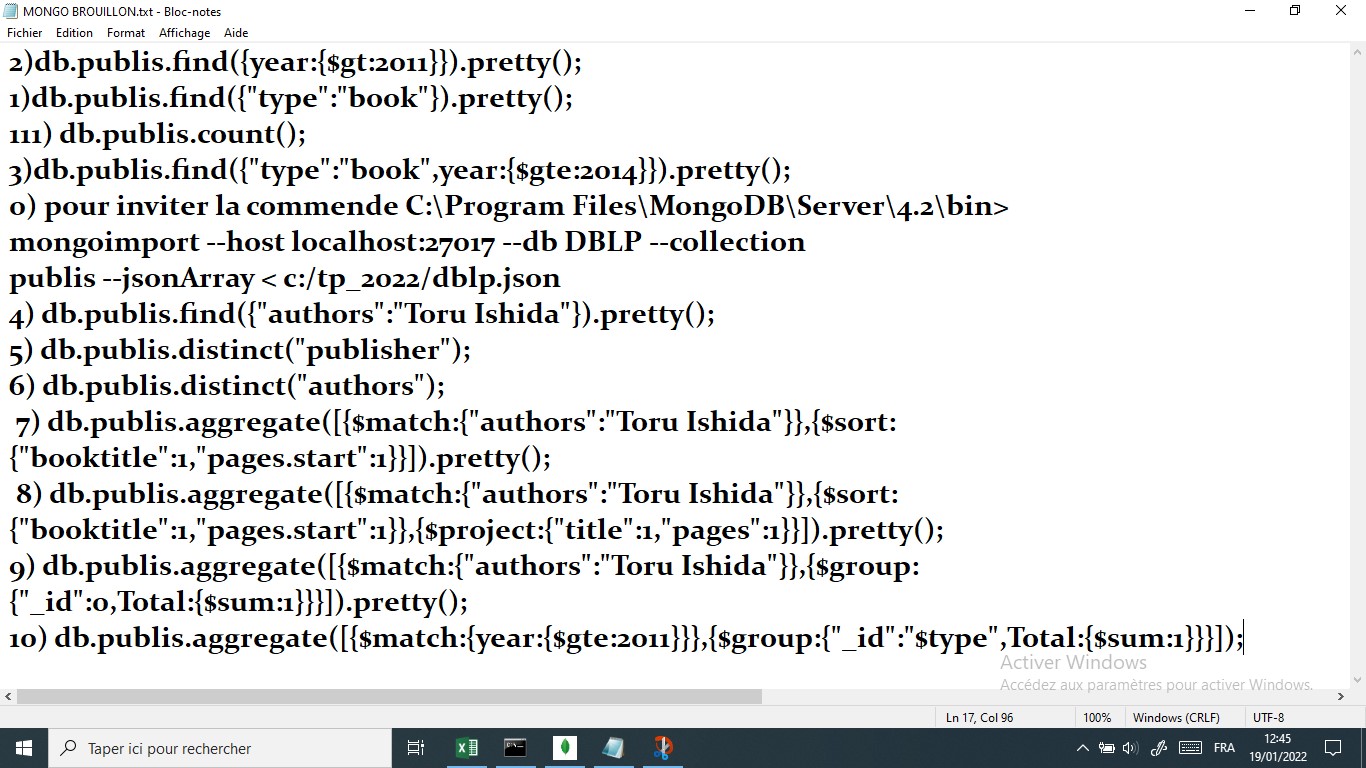 MONGO BROUILLON.txt - Bloc-notes
Fichier Edition Format Affichage Aide
2)db.publis.find({year:{$gt:2011}}).pretty();
1)db.publis.find({"type":"book"}).pretty();
111) db.publis.count();
3)db.publis.find({"type":"book",year:{$gte:2014}}).pretty();
0) pour inviter la commende C:\Program Files\MongoDB\Server\4.2\bin>
mongoimport --host localhost:27017 --db DBLP --collection
publis --jsonArray < c:/tp_2022/dblp.json
4) db.publis.find({"authors":"Toru Ishida"}).pretty();
5) db.publis.distinct("publisher");
6) db.publis.distinct("authors");
7) db.publis.aggregate([{$match:{"authors":"Toru Ishida"}},{$sort:
{"booktitle":1,"pages.start":1}}]).pretty();
8) db.publis.aggregate([{$match:{"authors":"Toru Ishida"}},{$sort:
{"booktitle":1,"pages.start":1}},{$project:{"title":1,"pages":1}}]).pretty();
9) db.publis.aggregate([{$match:{"authors":"Toru Ishida"}},{$group:
{"_id":0,Total:{$sum:1}}}]).pretty();
10) db.publis.aggregate([{$match:{year:{$gte:2011}}},{$group:{"_id":"$type",Total:{$sum:1}}}]);
Activer Windows
Accédez aux paramètres pour activer Windows.
Ln 17, Col 96 100% Windows (CRLF) UTF-8
Taper ici pour rechercher
FRA
12:45
19/01/2022